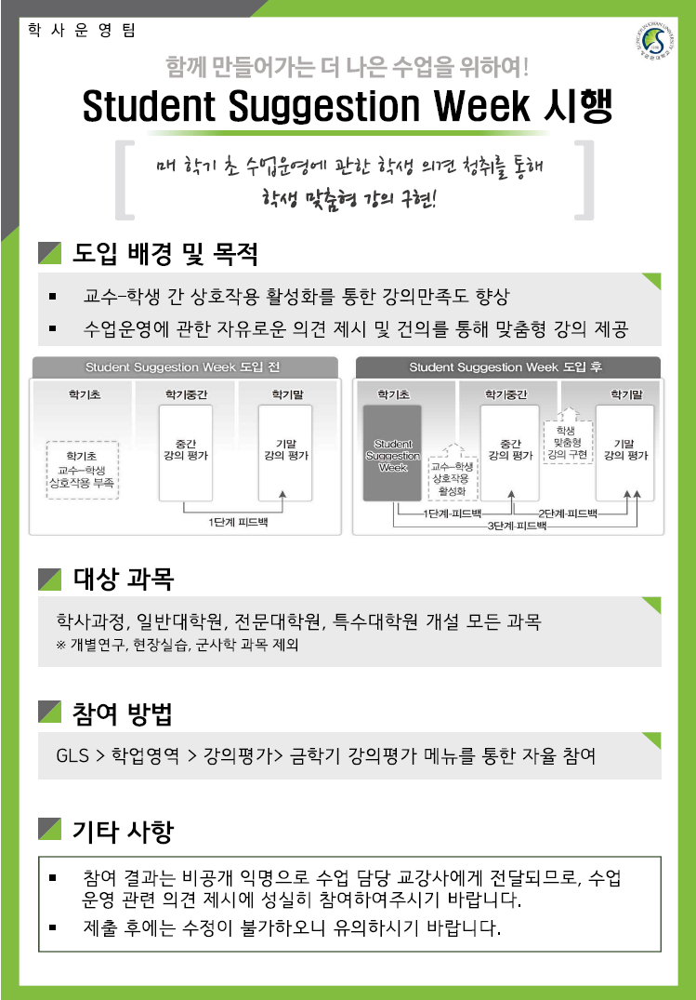 학 사 운 영 팀
함께 만들어가는 더 나은 수업을 위하여!
Student Suggestion Week 시행
매 학기 초 수업운영에 관한 학생 의견 청취를 통해
학생 맞춤형 강의 구현!
도입 배경 및 목적
▪ 교수-학생 간 상호작용 활성화를 통한 강의만족도 향상
▪ 수업운영에 관한 자유로운 의견 제시 및 건의를 통해 맞춤형 강의 제공
Student Suggestion Week 도입 전
학기초 학기중간 학기말
학기초
교수-학생
상호작용 부족
중간
강의 평가
기말
강의 평가
1단계 피드백
Student Suggestion Week 도입 후
학기초 학기중간 학기말
Student
Suggestion
Week
교수-학생
상호작용
활성화
중간
강의 평가
학생
맞춤형
강의 구현
기말
강의 평가
1단계 피드백 2단계 피드백
3단계 피드백
대상 과목
학사과정, 일반대학원, 전문대학원, 특수대학원 개설 모든 과목
※ 개별연구, 현장실습, 군사학 과목 제외
참여 방법
GLS > 학업영역 > 강의평가> 금학기 강의평가 메뉴를 통한 자율 참여
기타 사항
▪ 참여 결과는 비공개 익명으로 수업 담당 교강사에게 전달되므로, 수업
운영 관련 의견 제시에 성실히 참여하여주시기 바랍니다.
▪ 제출 후에는 수정이 불가하오니 유의하시기 바랍니다.